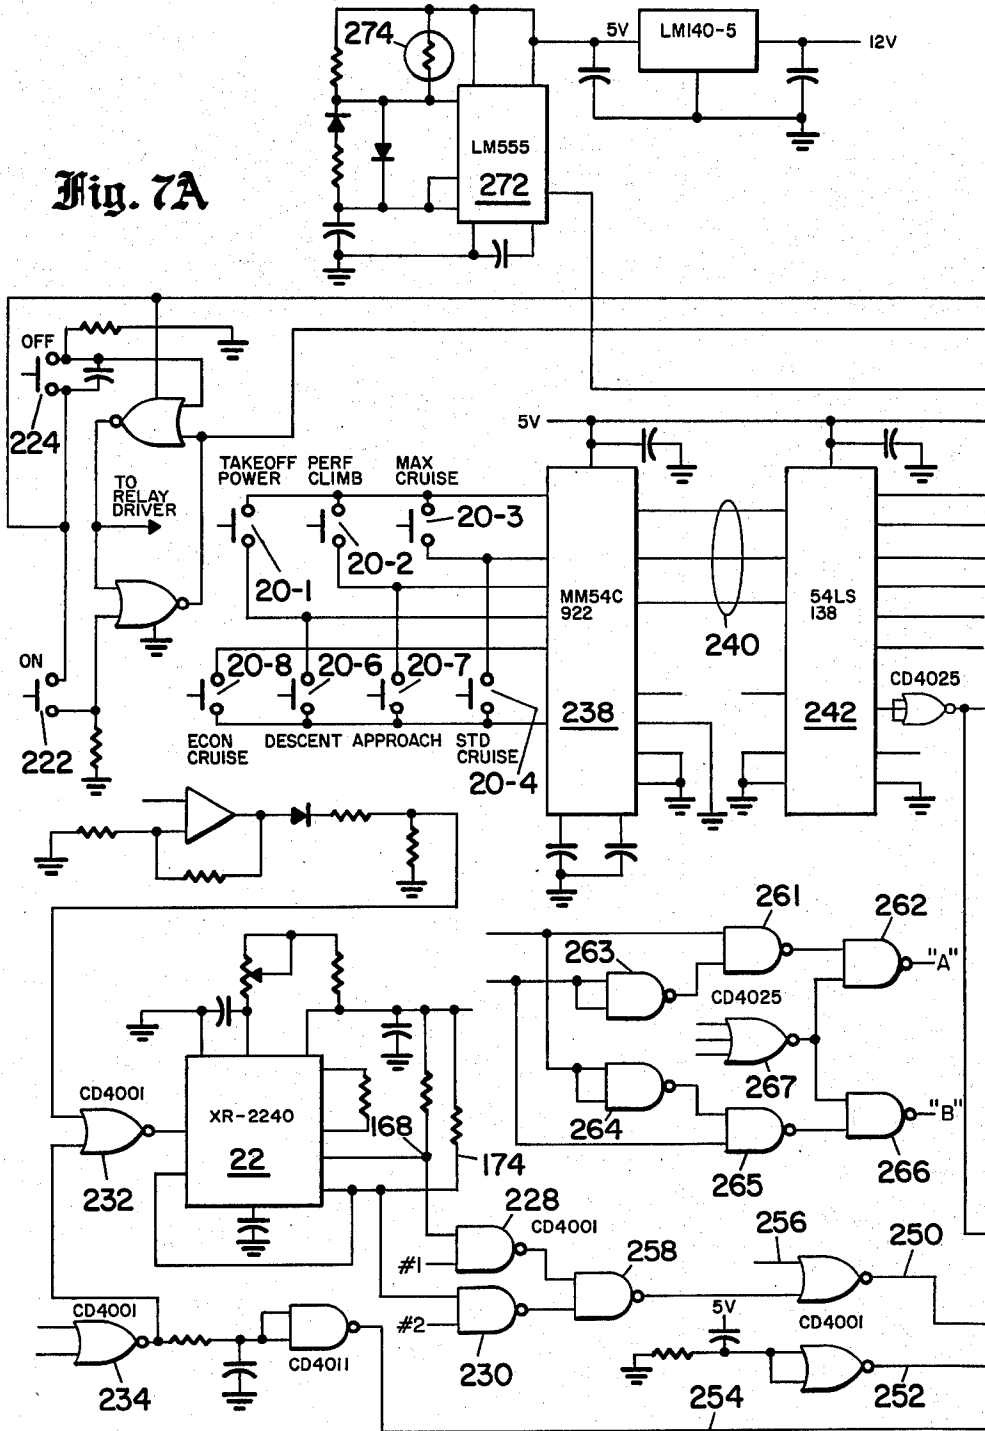 274
5V
LM140-5
12V
LM555
272
Fig. 7A
OFF
224
5V
TAKEOFF
POWER
PERF
CLIMB
MAX
CRUISE
TO
RELAY
DRIVER
20-3
20-2
20-1
MM54C
922
54LS
138
240
ON
20-8
20-6
20-7
CD4025
238
242
222
ECON
CRUISE
DESCENT
APPROACH
STD
CRUISE
20-4
261
262
263
"A"
CD4025
CD4001
XR-2240
168
267
"B"
264
22
174
232
265
266
228
CD4001
256
250
258
#1
CD4001
5V
#2
CD4001
CD4011
230
234
254
252